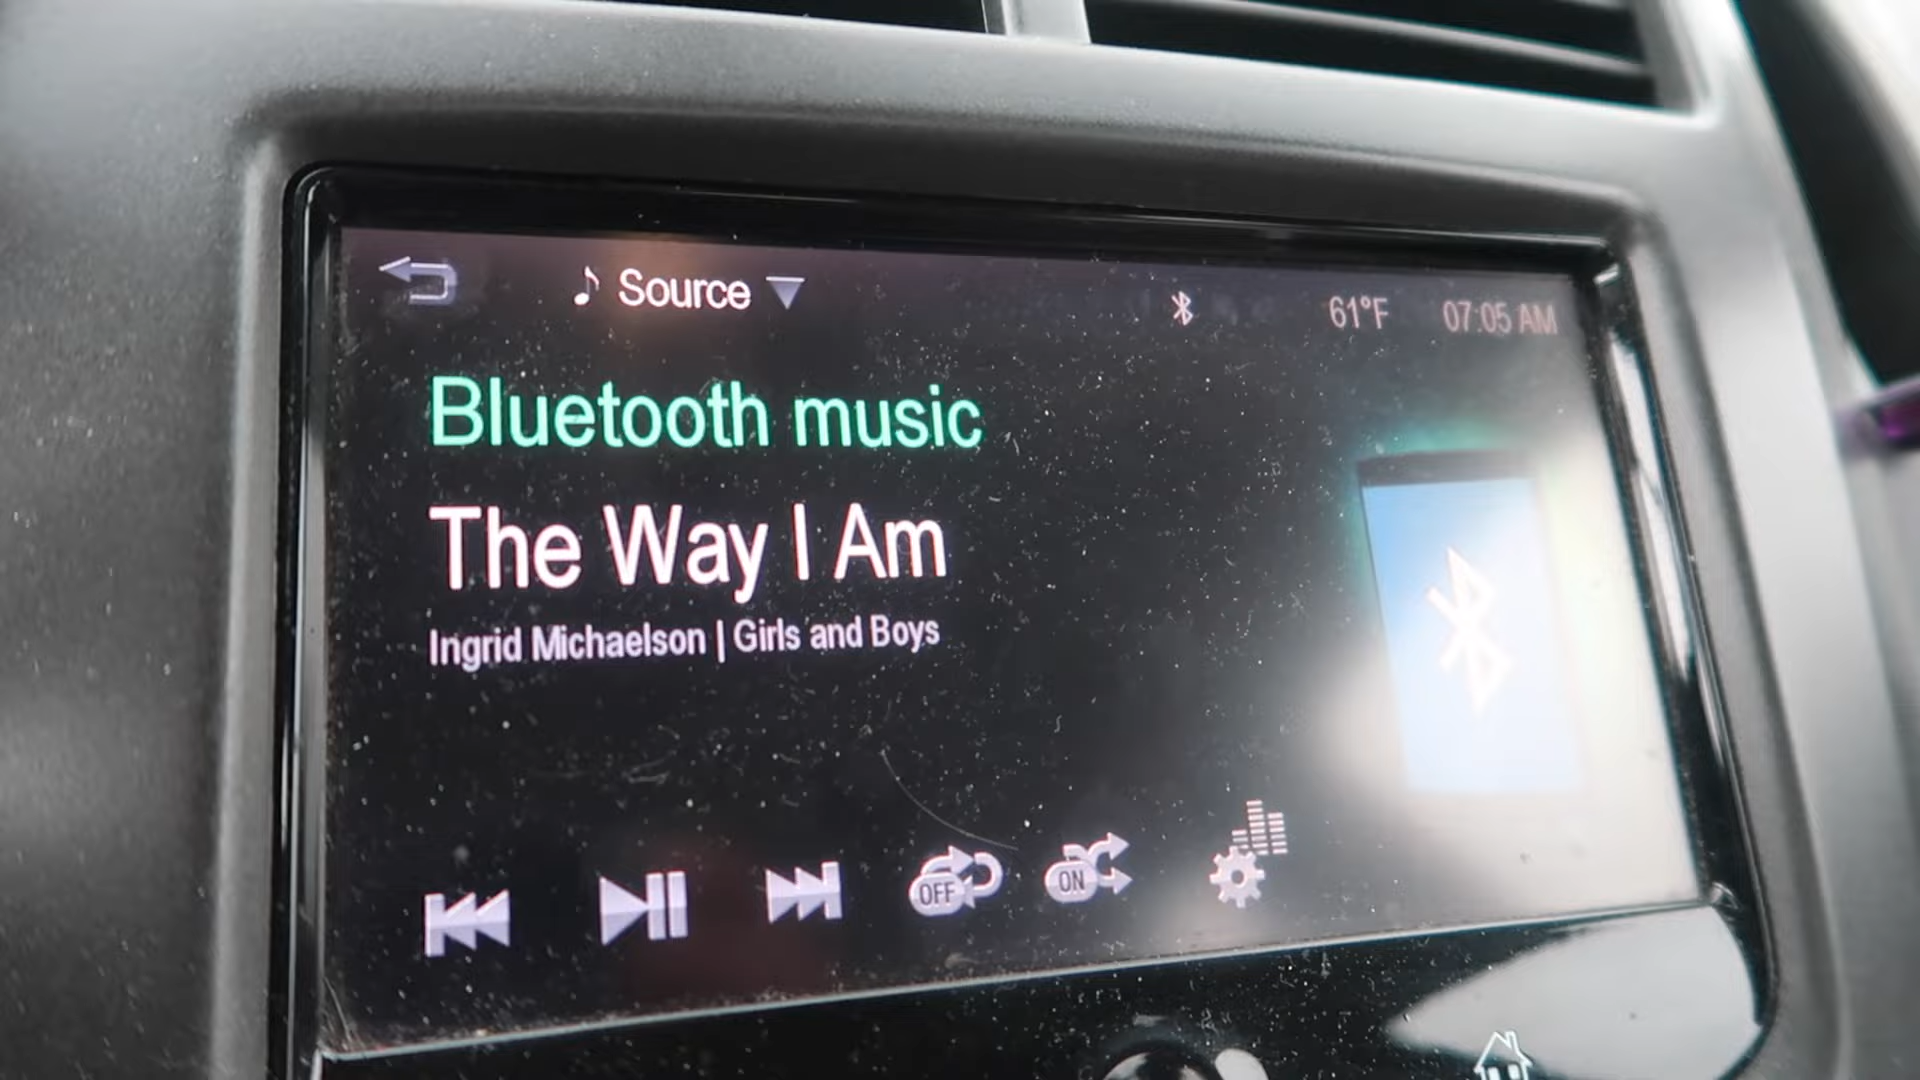 Source
61°F
07:05 AM
Bluetooth music
The Way I Am
Ingrid Michaelson | Girls and Boys
OFF
ON